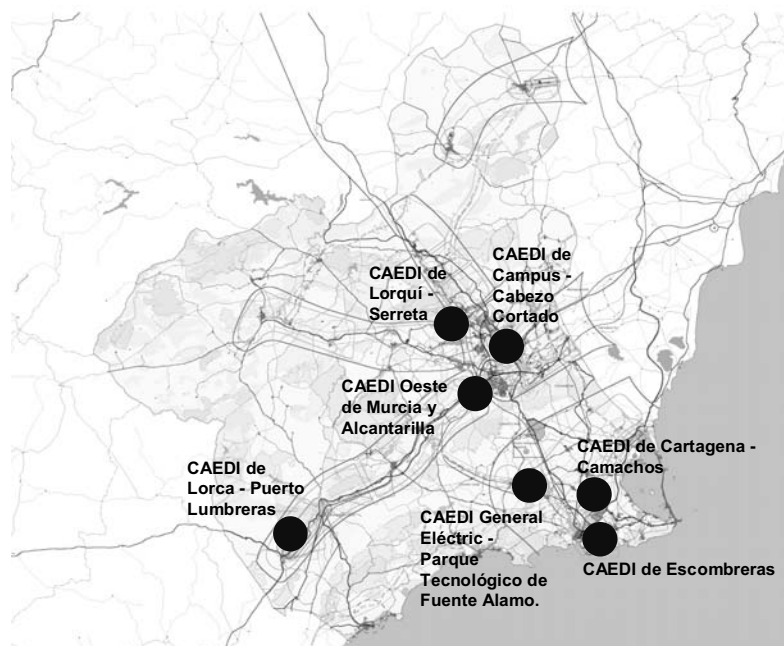 CAEDI de
Lorquí -
Serreta
CAEDI de
Campus -
Cabezo
Cortado
CAEDI Oeste
de Murcia y
Alcantarilla
CAEDI de
Lorca - Puerto
Lumbreras
CAEDI de Cartagena -
Camachos
CAEDI General
Eléctric -
Parque
Tecnológico de
Fuente Alamo.
CAEDI de Escombreras